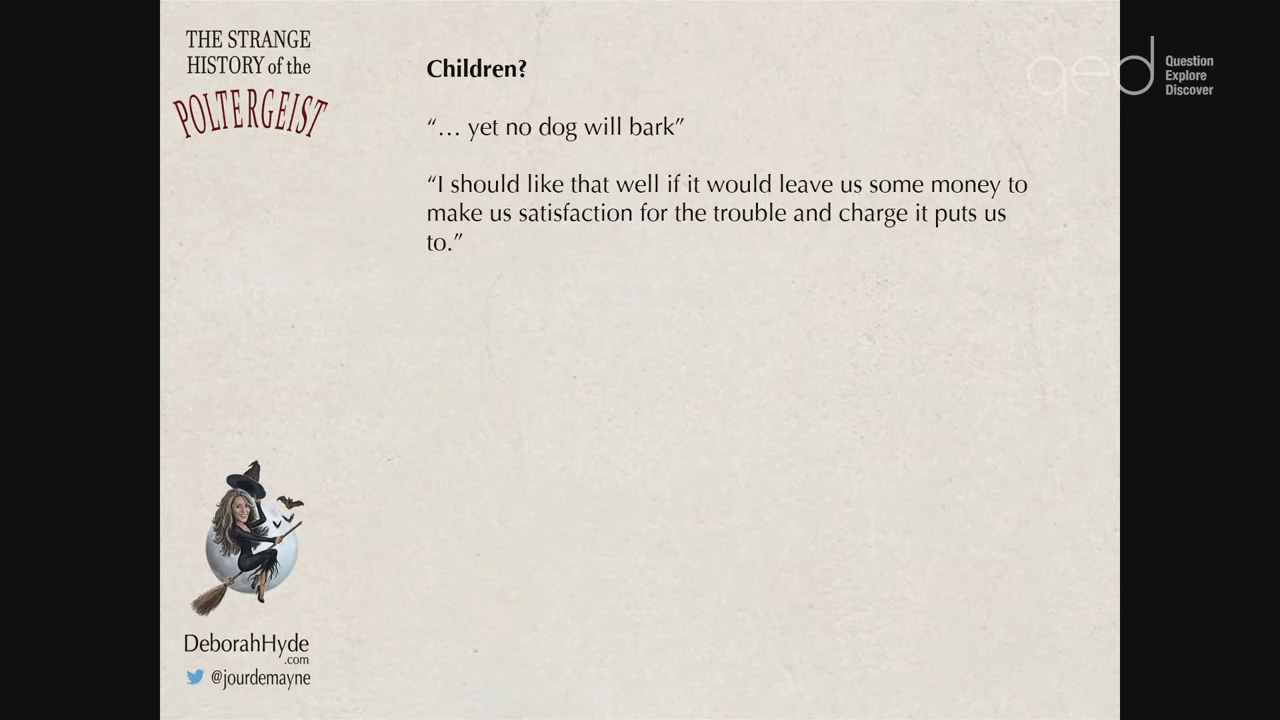 THE STRANGE
HISTORY of the
POLTERGEIST
Children?
“… yet no dog will bark”
“I should like that well if it would leave us some money to
make us satisfaction for the trouble and charge it puts us
to.”
qed
Question
Explore
Discover
DeborahHyde
.com
@jourdemayne